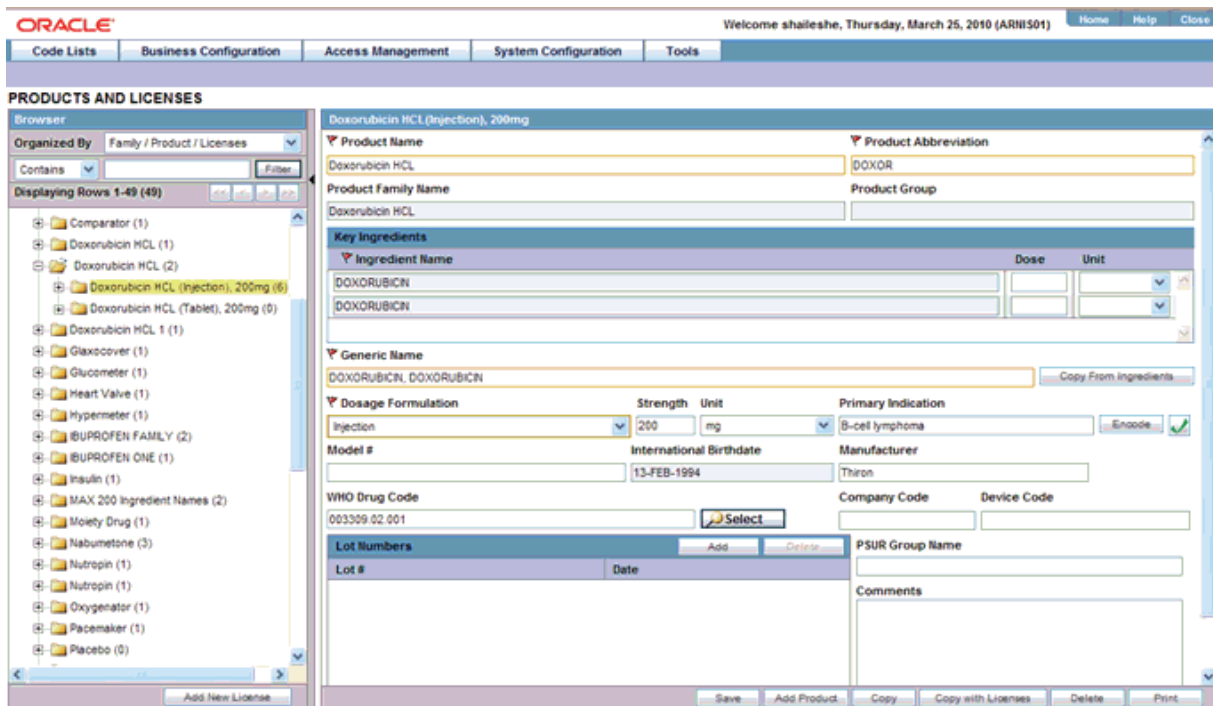 ORACLE
Welcome shaileshe, Thursday, March 25, 2010 (ARNIS01)
Home Help Close
Code Lists Business Configuration Access Management System Configuration Tools
PRODUCTS AND LICENSES
Browser
Organized By Family / Product / Licenses
Contains Filter
Displaying Rows 1-49 (49) << < > >>
Comparator (1)
Doxorubicin HCL (1)
Doxorubicin HCL (2)
Doxorubicin HCL (Injection), 200mg (6)
Doxorubicin HCL (Tablet), 200mg (0)
Doxorubicin HCL 1 (1)
Glaxocover (1)
Glucometer (1)
Heart Valve (1)
Hypermeter (1)
IBUPROFEN FAMILY (2)
IBUPROFEN ONE (1)
Insulin (1)
MAX 200 Ingredient Names (2)
Moiety Drug (1)
Nabumetone (3)
Nutropin (1)
Nutropin (1)
Oxygenator (1)
Pacemaker (1)
Placebo (0)
Add New License
Doxorubicin HCL(Injection), 200mg
Product Name Product Abbreviation
Doxorubicin HCL DOXOR
Product Family Name Product Group
Doxorubicin HCL
Key Ingredients
Ingredient Name Dose Unit
DOXORUBICIN
DOXORUBICIN
Generic Name
DOXORUBICIN, DOXORUBICIN Copy From Ingredients
Dosage Formulation Strength Unit Primary Indication
Injection 200 mg B-cell lymphoma Encode
Model # International Birthdate Manufacturer
13-FEB-1994 Thiron
WHO Drug Code Company Code Device Code
003309.02.001 Select
Lot Numbers Add Delete PSUR Group Name
Lot # Date
Comments
Save Add Product Copy Copy with Licenses Delete Print